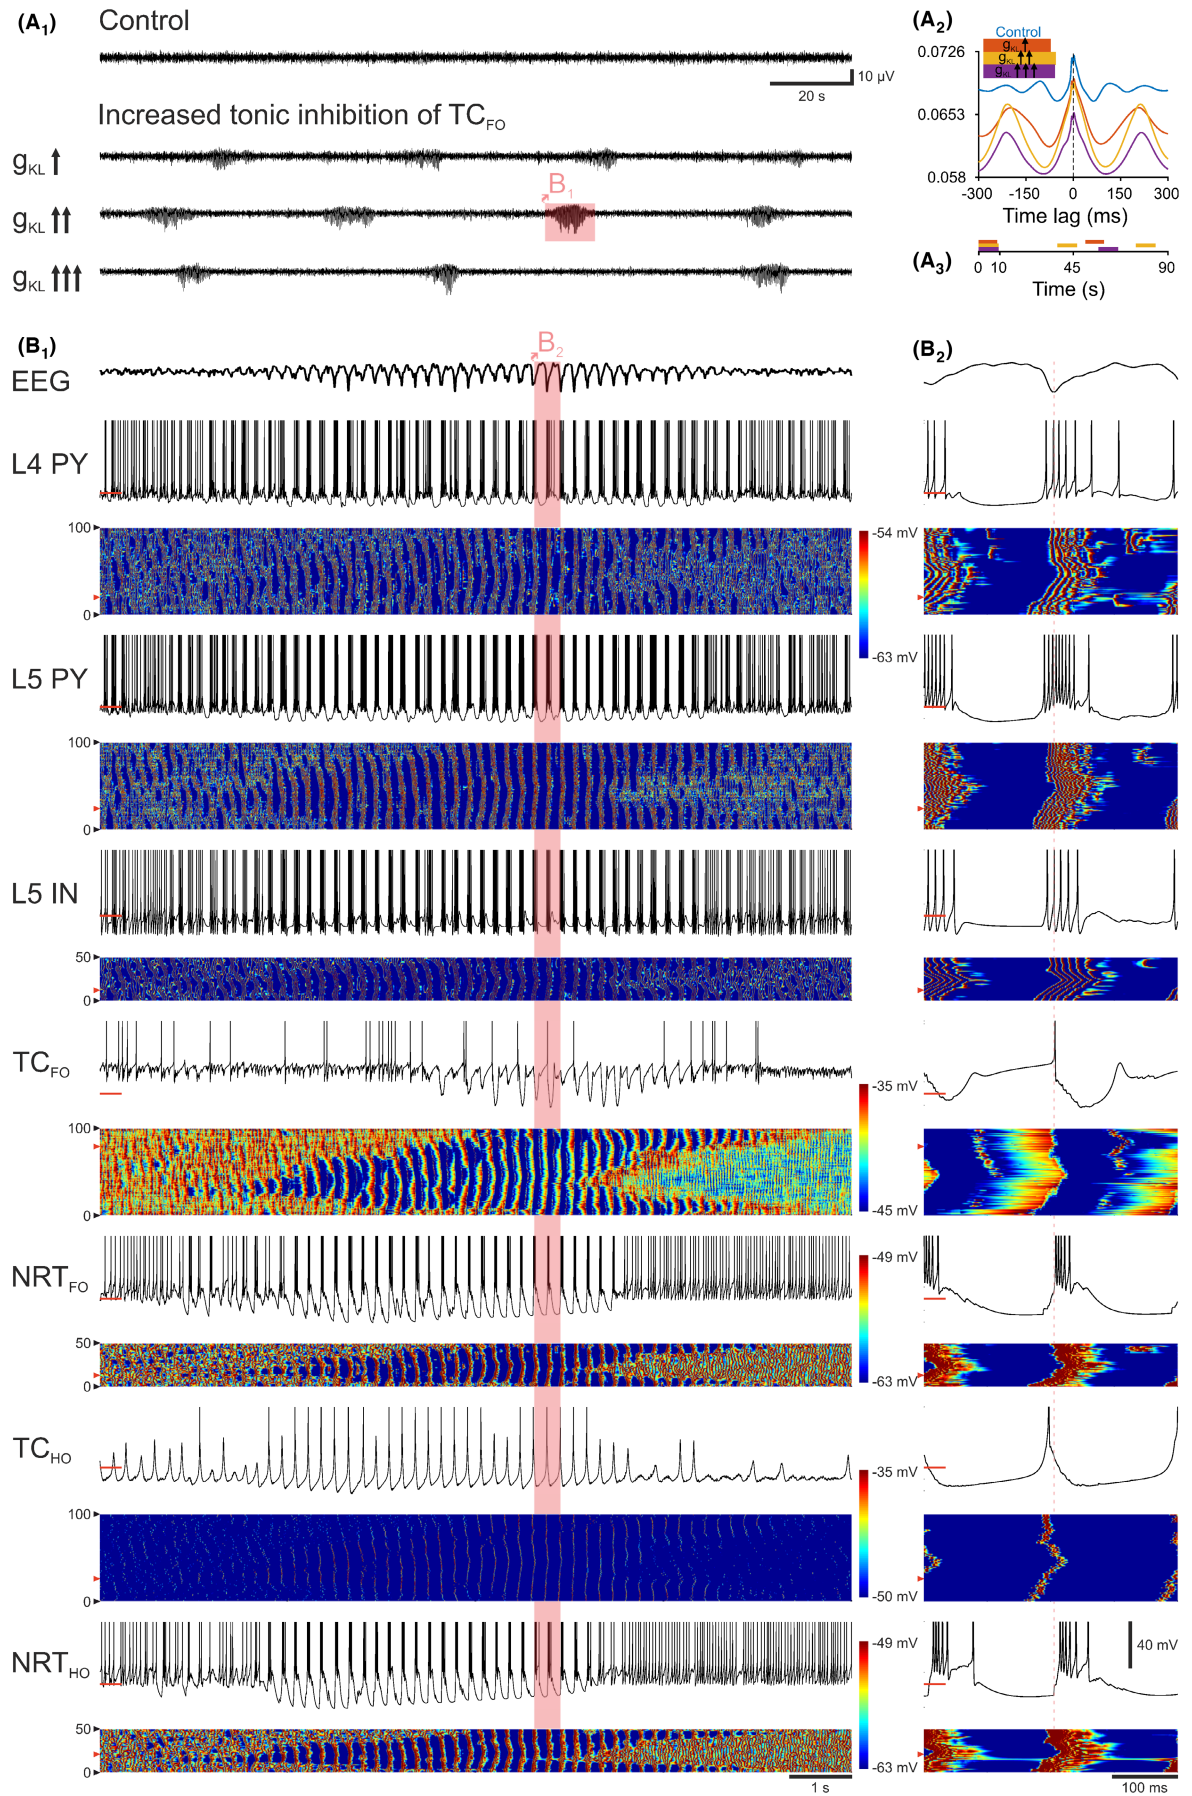 (A1)
Control
10 µV
20 s
Increased tonic inhibition of TCFO
gKL ↑
gKL ↑↑
B1
gKL ↑↑↑
(A2)
Control
gKL ↑
gKL ↑↑
gKL ↑↑↑
0.0726
0.0653
0.058
-300 -150 0 150 300
Time lag (ms)
(A3)
0 10 45 90
Time (s)
(B1)
B2
(B2)
EEG
L4 PY
100
0
-54 mV
-63 mV
L5 PY
100
0
L5 IN
50
0
TCFO
100
0
-35 mV
-45 mV
NRTFO
50
0
-49 mV
-63 mV
TCHO
100
0
-35 mV
-50 mV
NRTHO
50
0
-49 mV
-63 mV
40 mV
1 s
100 ms